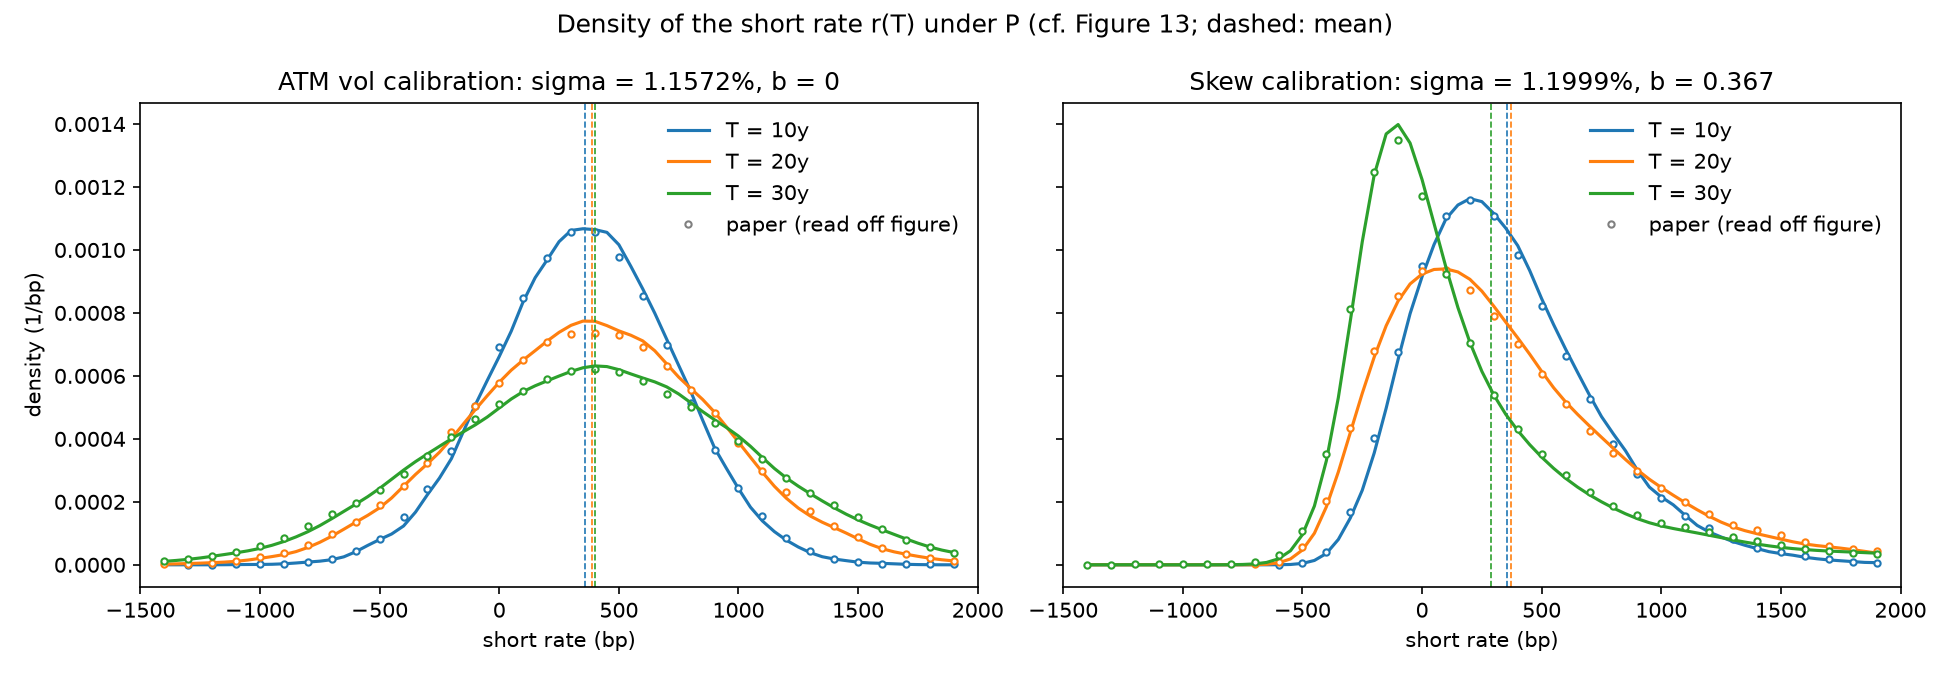 Density of the short rate r(T) under P (cf. Figure 13; dashed: mean)
ATM vol calibration: sigma = 1.1572%, b = 0
density (1/bp)
0.0014
0.0012
0.0010
0.0008
0.0006
0.0004
0.0002
0.0000
T = 10y
T = 20y
T = 30y
paper (read off figure)
−1500 −1000 −500 0 500 1000 1500 2000
short rate (bp)
Skew calibration: sigma = 1.1999%, b = 0.367
T = 10y
T = 20y
T = 30y
paper (read off figure)
−1500 −1000 −500 0 500 1000 1500 2000
short rate (bp)